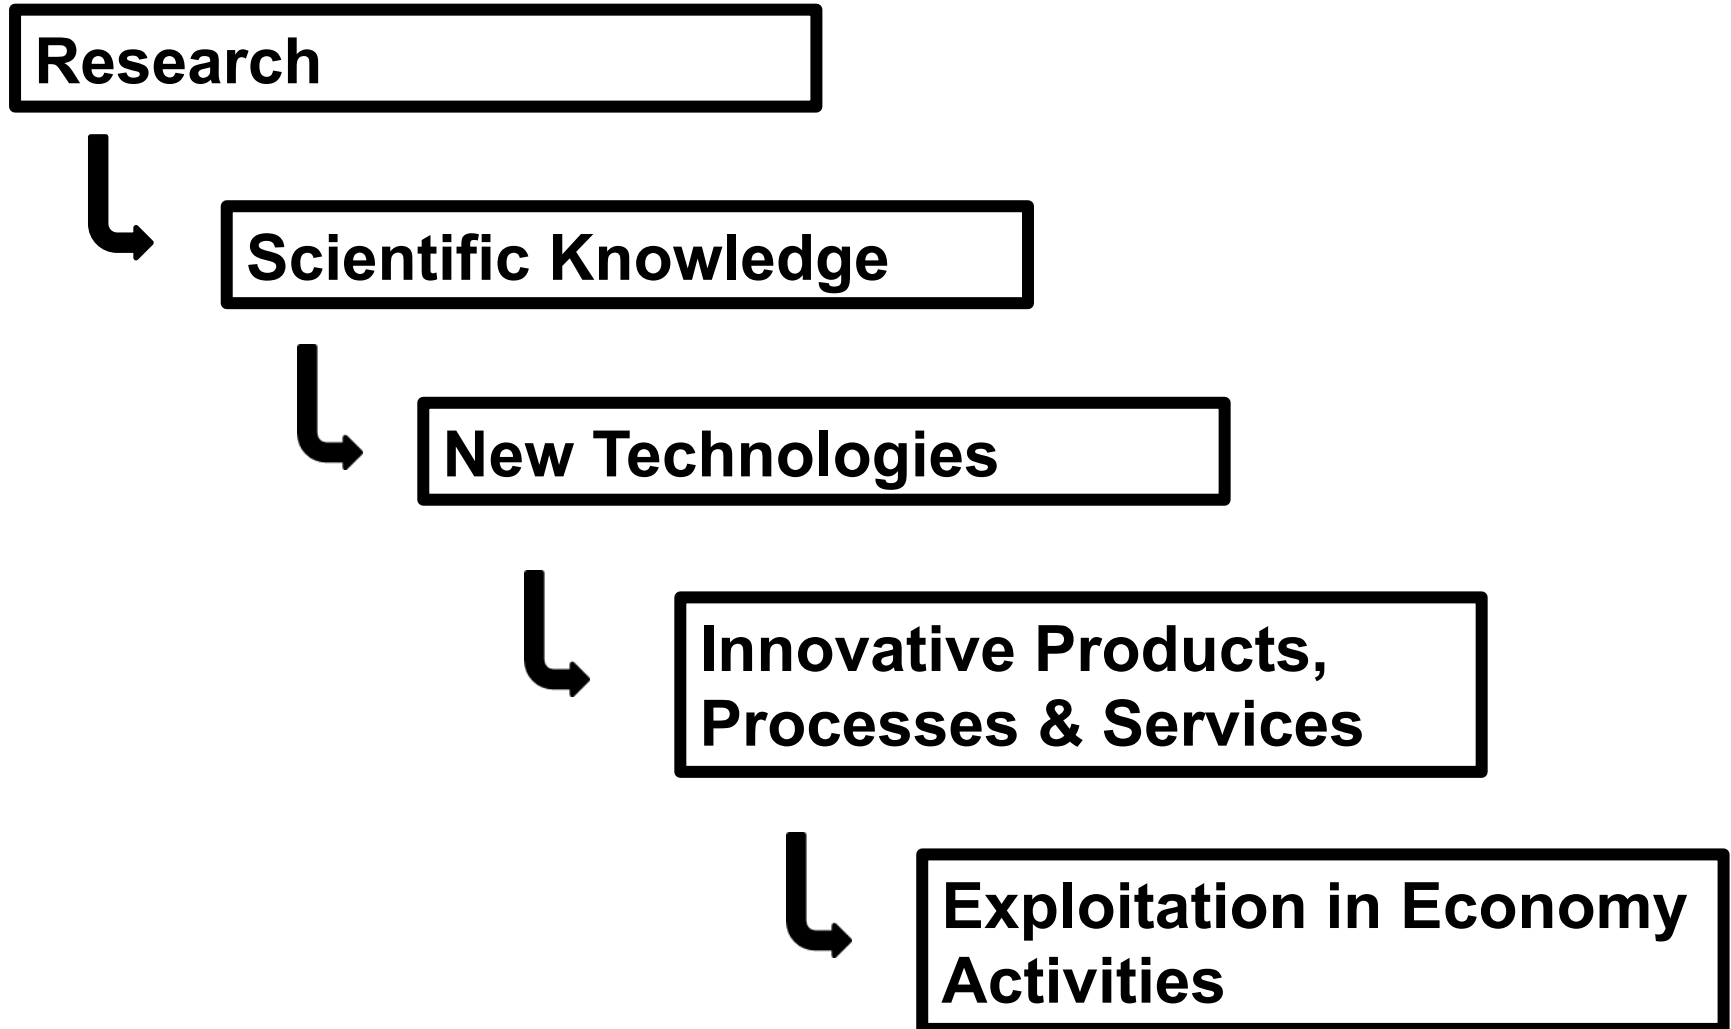 Research
Scientific Knowledge
New Technologies
Innovative Products,
Processes & Services
Exploitation in Economy
Activities